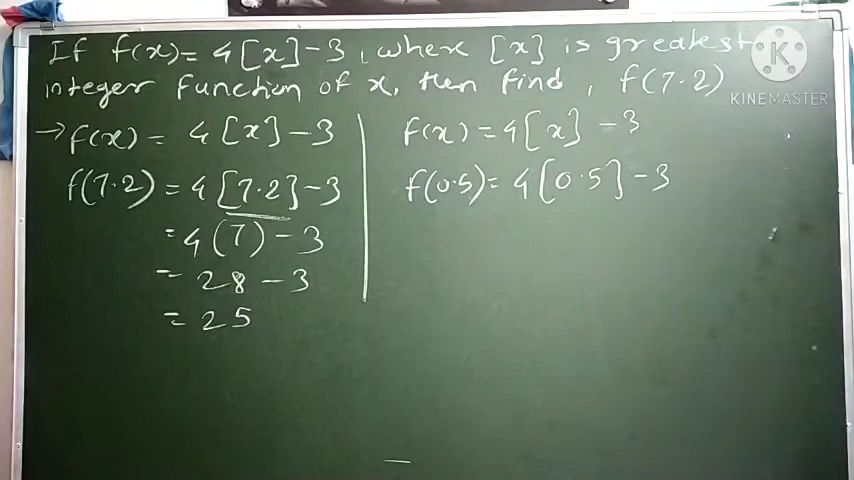 If f(x) = 4[x]-3, where [x] is greatest
integer function of x, then find, f(7.2)
→ f(x) = 4[x]-3
f(7.2) = 4[7.2]-3
= 4(7)-3
= 28-3
= 25
f(x) = 4[x]-3
f(0.5) = 4[0.5]-3
K
KINEMASTER